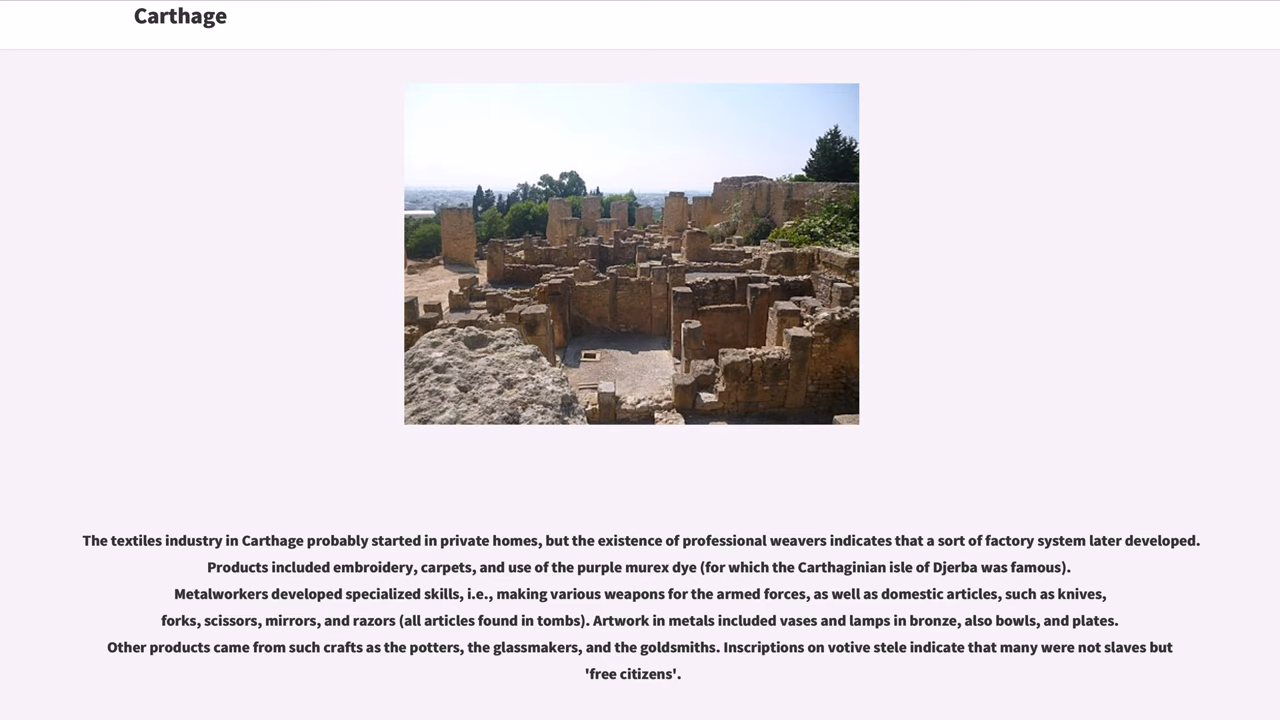 Carthage
The textiles industry in Carthage probably started in private homes, but the existence of professional weavers indicates that a sort of factory system later developed.
Products included embroidery, carpets, and use of the purple murex dye (for which the Carthaginian isle of Djerba was famous).
Metalworkers developed specialized skills, i.e., making various weapons for the armed forces, as well as domestic articles, such as knives,
forks, scissors, mirrors, and razors (all articles found in tombs). Artwork in metals included vases and lamps in bronze, also bowls, and plates.
Other products came from such crafts as the potters, the glassmakers, and the goldsmiths. Inscriptions on votive stele indicate that many were not slaves but
'free citizens'.